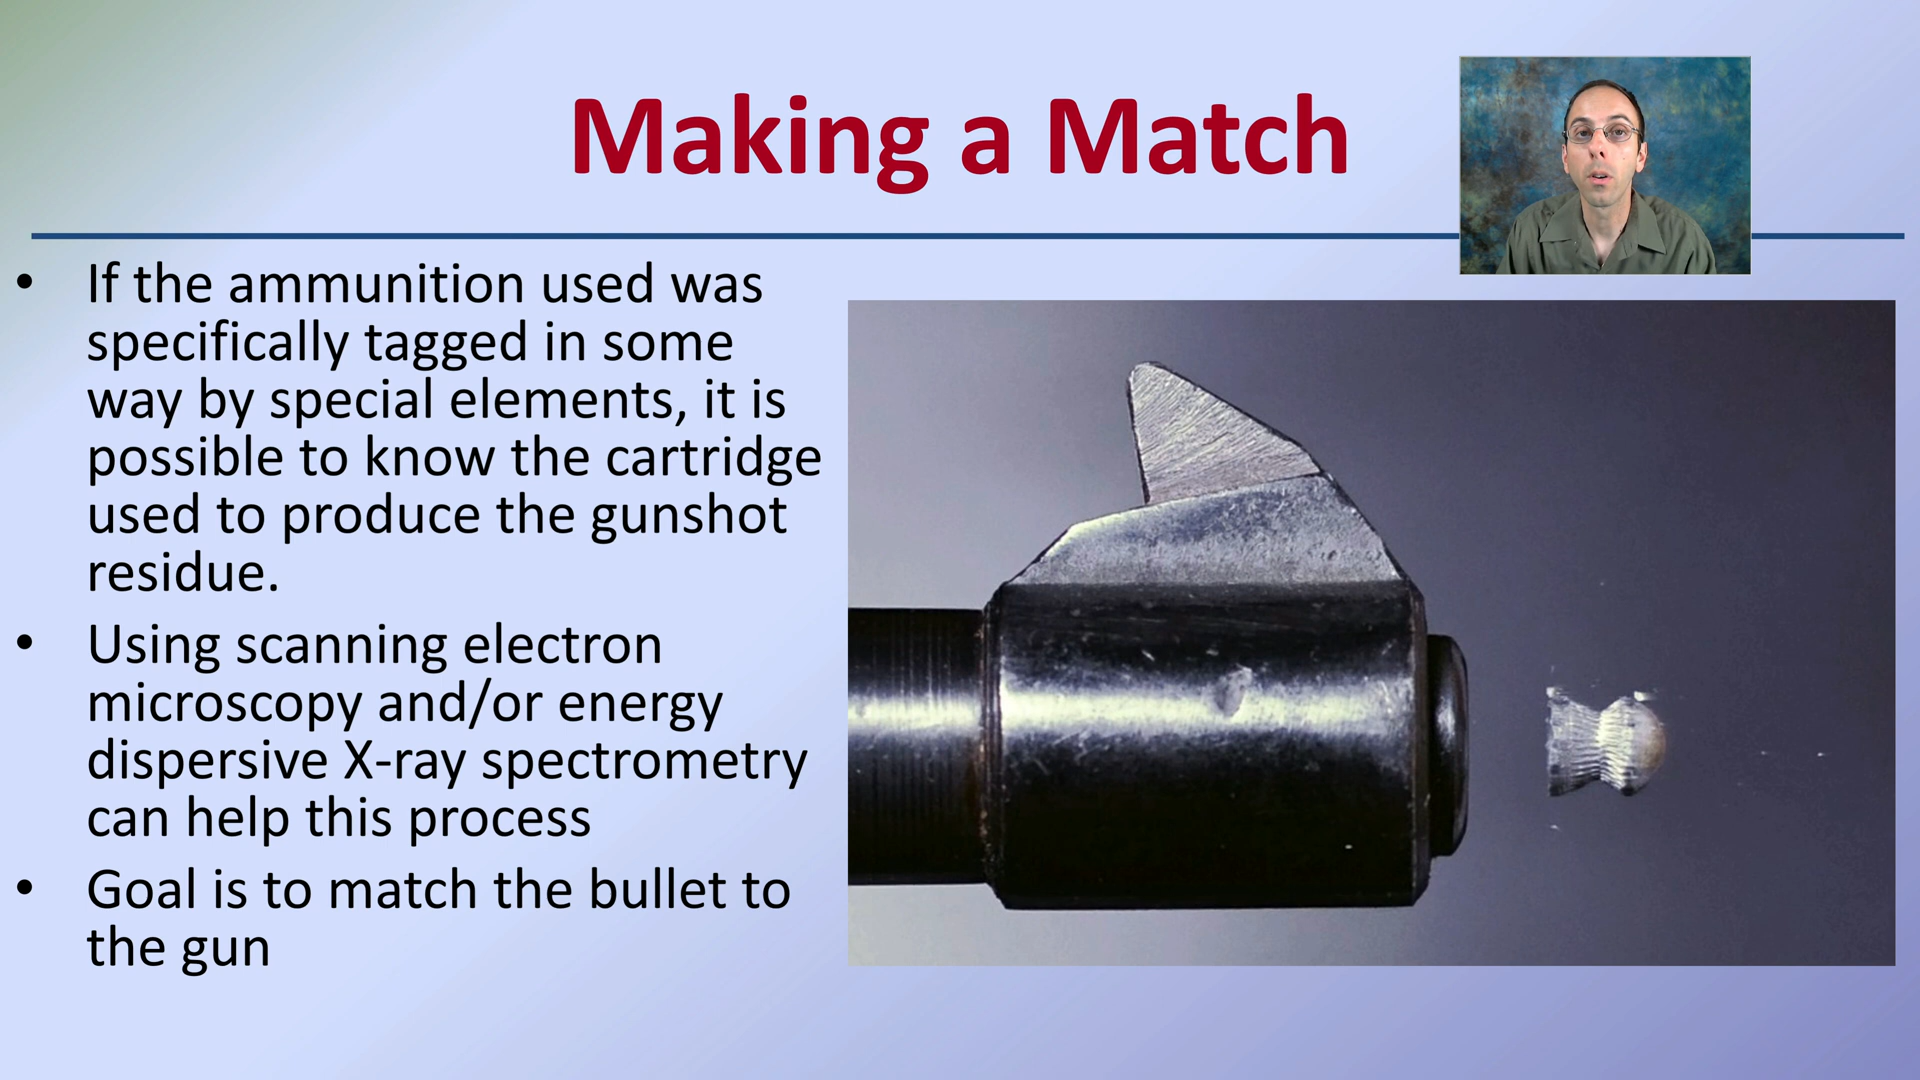 Making a Match
• If the ammunition used was
specifically tagged in some
way by special elements, it is
possible to know the cartridge
used to produce the gunshot
residue.
• Using scanning electron
microscopy and/or energy
dispersive X-ray spectrometry
can help this process
• Goal is to match the bullet to
the gun